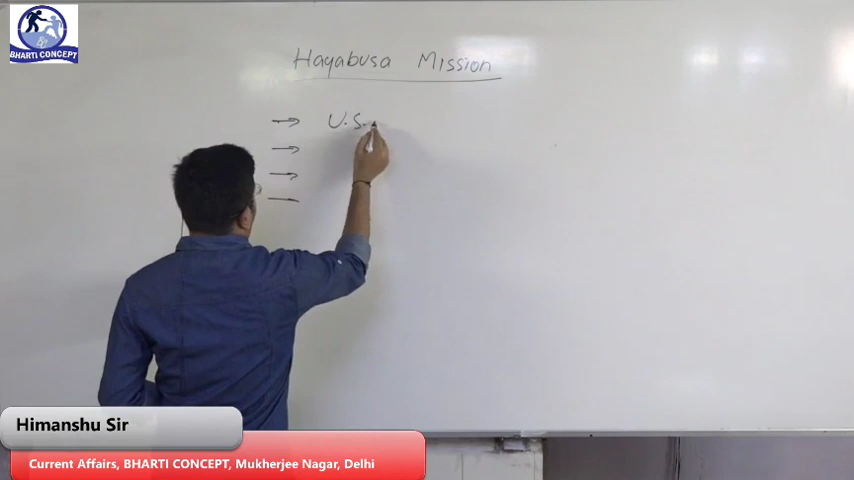 BHARTI CONCEPT
Hayabusa Mission
→ U.S.
→
→
Himanshu Sir
Current Affairs, BHARTI CONCEPT, Mukherjee Nagar, Delhi